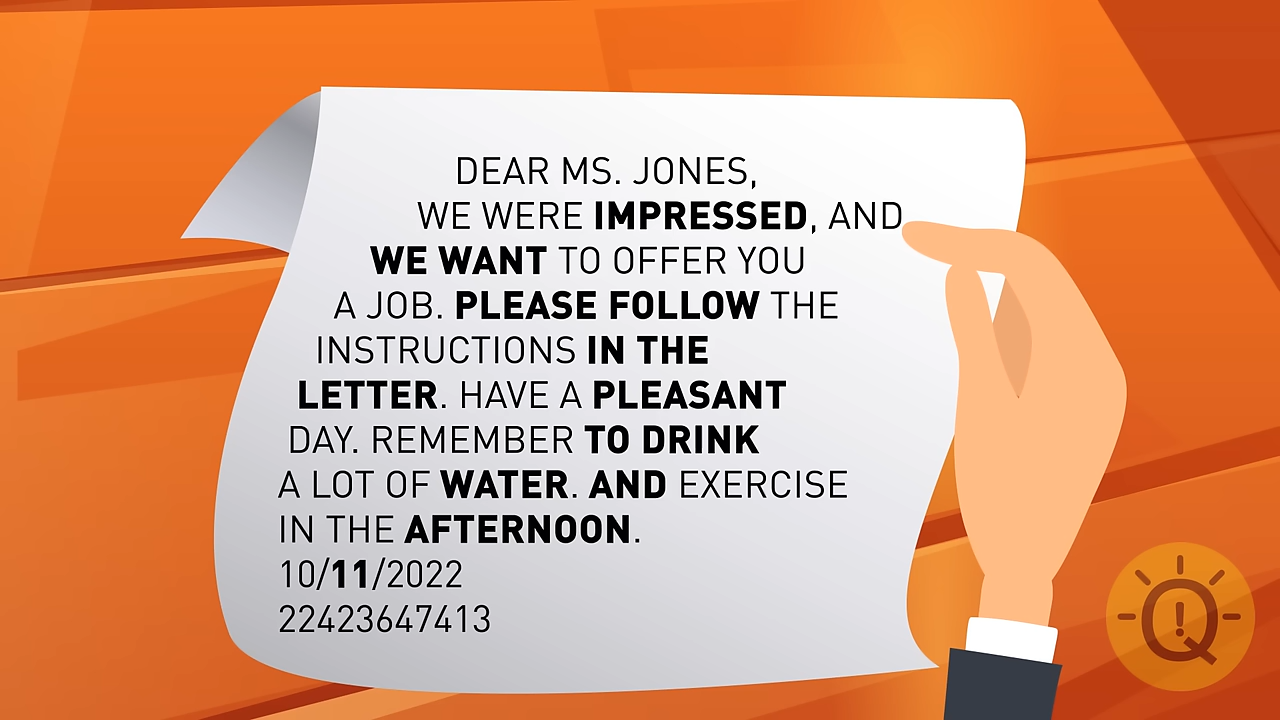 DEAR MS. JONES,
WE WERE IMPRESSED, AND
WE WANT TO OFFER YOU
A JOB. PLEASE FOLLOW THE
INSTRUCTIONS IN THE
LETTER. HAVE A PLEASANT
DAY. REMEMBER TO DRINK
A LOT OF WATER. AND EXERCISE
IN THE AFTERNOON.
10/11/2022
22423647413
Q!